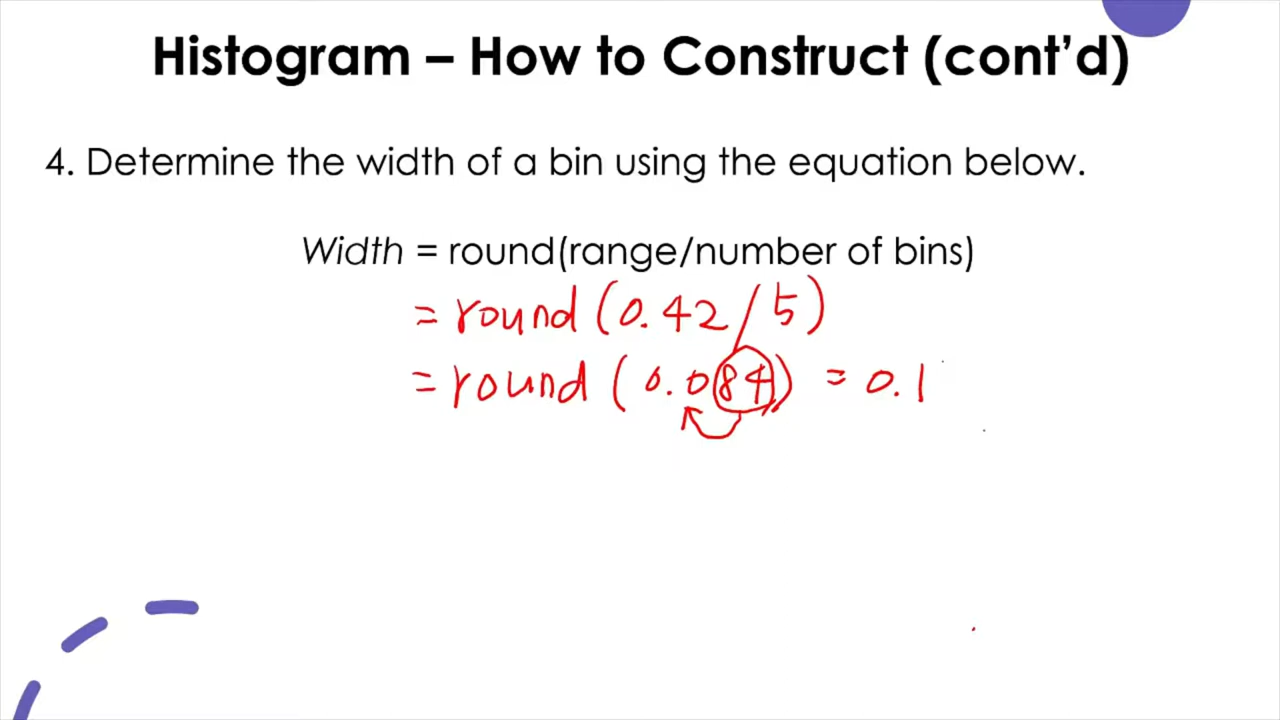 Histogram – How to Construct (cont’d)
4. Determine the width of a bin using the equation below.
Width = round(range/number of bins)
= round (0.42/5)
= round (0.084) = 0.1